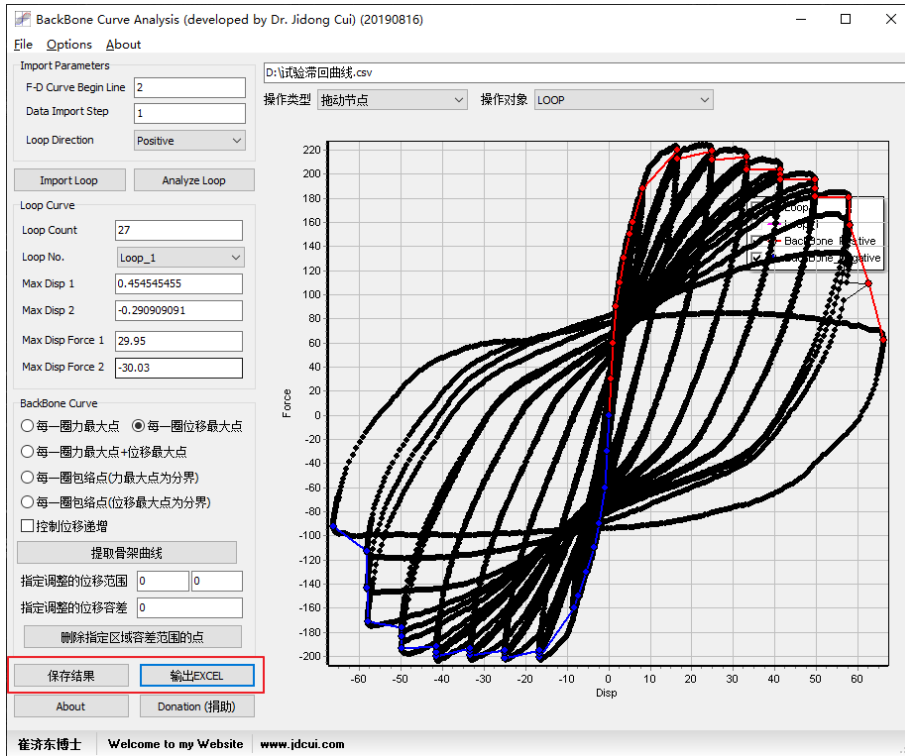 BackBone Curve Analysis (developed by Dr. Jidong Cui) (20190816)
File Options About
Import Parameters
F-D Curve Begin Line 2
Data Import Step 1
Loop Direction Positive
Import Loop Analyze Loop
Loop Curve
Loop Count 27
Loop No. Loop_1
Max Disp 1 0.454545455
Max Disp 2 -0.290909091
Max Disp Force 1 29.95
Max Disp Force 2 -30.03
BackBone Curve
每一圈力最大点 每一圈位移最大点
每一圈力最大点+位移最大点
每一圈包络点(力最大点为分界)
每一圈包络点(位移最大点为分界)
控制位移递增
提取骨架曲线
指定调整的位移范围 0 0
指定调整的位移容差 0
删除指定区域容差范围的点
保存结果 输出EXCEL
About Donation (捐助)
D:\试验滞回曲线.csv
操作类型 拖动节点 操作对象 LOOP
220
200
180
160
140
120
100
80
60
40
20
0
-20
-40
-60
-80
-100
-120
-140
-160
-180
-200
Force
-60 -50 -40 -30 -20 -10 0 10 20 30 40 50 60
Disp
崔济东博士 Welcome to my Website www.jdcui.com